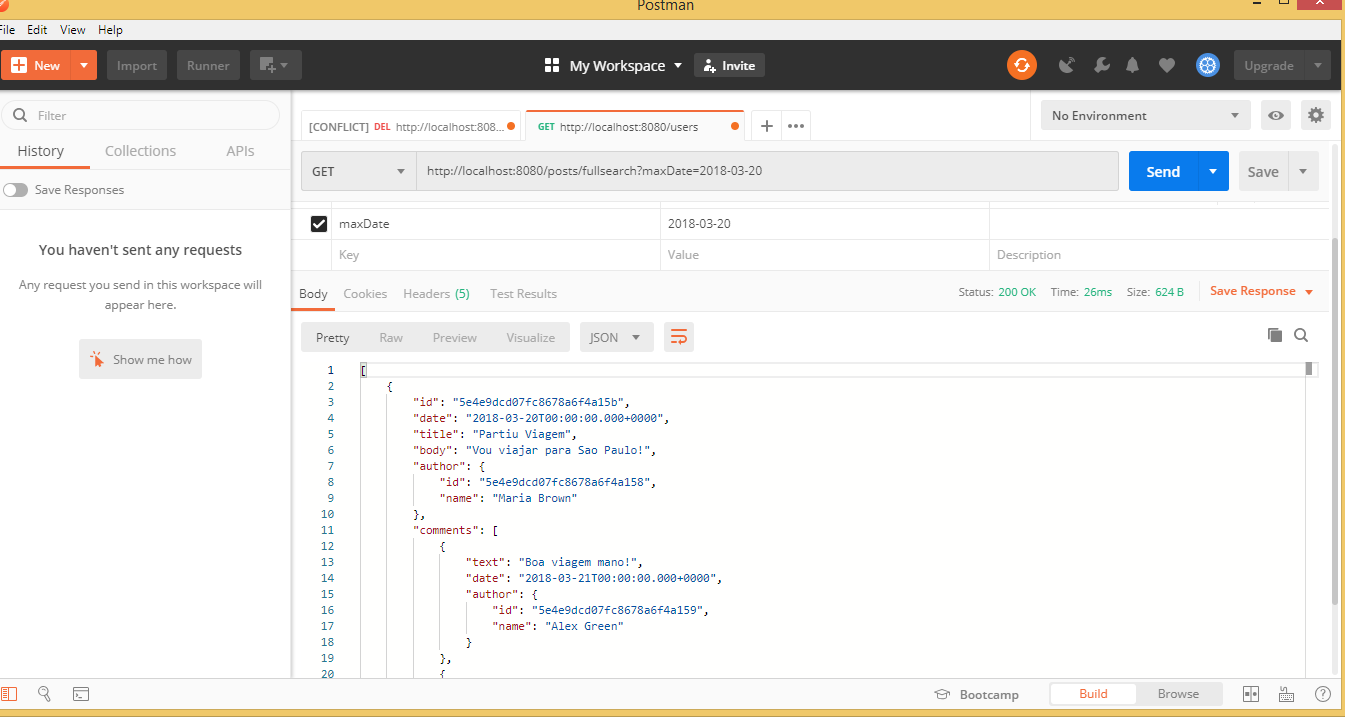 Postman
File Edit View Help
New Import Runner My Workspace Invite Upgrade
Filter
History Collections APIs
Save Responses
You haven't sent any requests
Any request you send in this workspace will
appear here.
Show me how
[CONFLICT] DEL http://localhost:808... GET http://localhost:8080/users No Environment
GET http://localhost:8080/posts/fullsearch?maxDate=2018-03-20 Send Save
maxDate 2018-03-20
Key Value Description
Body Cookies Headers (5) Test Results Status: 200 OK Time: 26ms Size: 624 B Save Response
Pretty Raw Preview Visualize JSON
1 [
2 {
3 "id": "5e4e9dcd07fc8678a6f4a15b",
4 "date": "2018-03-20T00:00:00.000+0000",
5 "title": "Partiu Viagem",
6 "body": "Vou viajar para Sao Paulo!",
7 "author": {
8 "id": "5e4e9dcd07fc8678a6f4a158",
9 "name": "Maria Brown"
10 },
11 "comments": [
12 {
13 "text": "Boa viagem mano!",
14 "date": "2018-03-21T00:00:00.000+0000",
15 "author": {
16 "id": "5e4e9dcd07fc8678a6f4a159",
17 "name": "Alex Green"
18 }
19 },
20 {
Bootcamp Build Browse